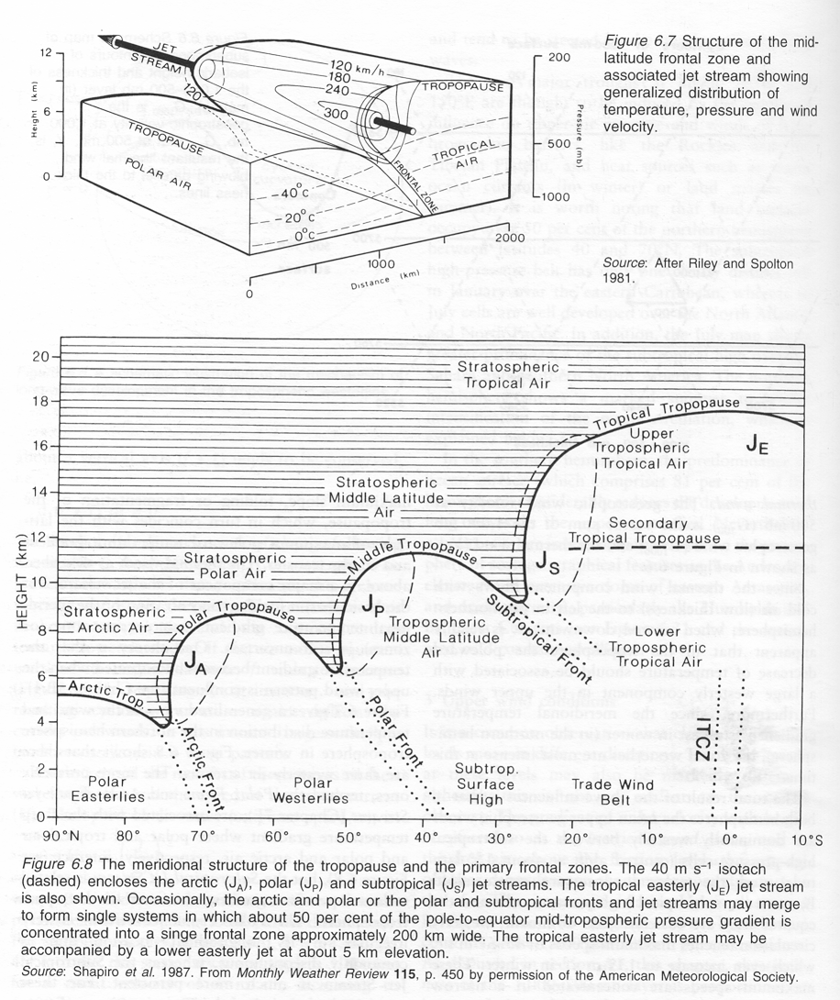 Figure 6.7 Structure of the mid-
latitude frontal zone and
associated jet stream showing
generalized distribution of
temperature, pressure and wind
velocity.
Source: After Riley and Spolton
1981.
JET
STREAM
120
12
6
0
Height (km)
TROPOPAUSE
POLAR
AIR
120 km/h
180
240
300
TROPOPAUSE
TROPICAL
AIR
FRONTAL ZONE
-40°C
-20°C
0°C
200
500
1000
Pressure (mb)
0
1000
2000
Distance (km)
20
18
16
14
12
10
8
6
4
2
0
HEIGHT (km)
Stratospheric
Tropical Air
Tropical Tropopause
Upper
Tropospheric
Tropical Air
JE
Stratospheric
Middle Latitude
Air
Secondary
Tropical Tropopause
Middle Tropopause
JS
Stratospheric
Polar Air
Polar Tropopause
JP
Stratospheric
Arctic Air
Tropospheric
Middle Latitude
Air
Subtropical Front
Lower
Tropospheric
Tropical Air
JA
Arctic Trop.
Arctic Front
Polar Front
ITCZ
Polar
Easterlies
Polar
Westerlies
Subtrop
Surface
High
Trade Wind
Belt
90°N 80° 70° 60° 50° 40° 30° 20° 10° 0° 10°S
Figure 6.8 The meridional structure of the tropopause and the primary frontal zones. The 40 m s-1 isotach
(dashed) encloses the arctic (JA), polar (JP) and subtropical (JS) jet streams. The tropical easterly (JE) jet stream
is also shown. Occasionally, the arctic and polar or the polar and subtropical fronts and jet streams may merge
to form single systems in which about 50 per cent of the pole-to-equator mid-tropospheric pressure gradient is
concentrated into a singe frontal zone approximately 200 km wide. The tropical easterly jet stream may be
accompanied by a lower easterly jet at about 5 km elevation.
Source: Shapiro et al. 1987. From Monthly Weather Review 115, p. 450 by permission of the American Meteorological Society.